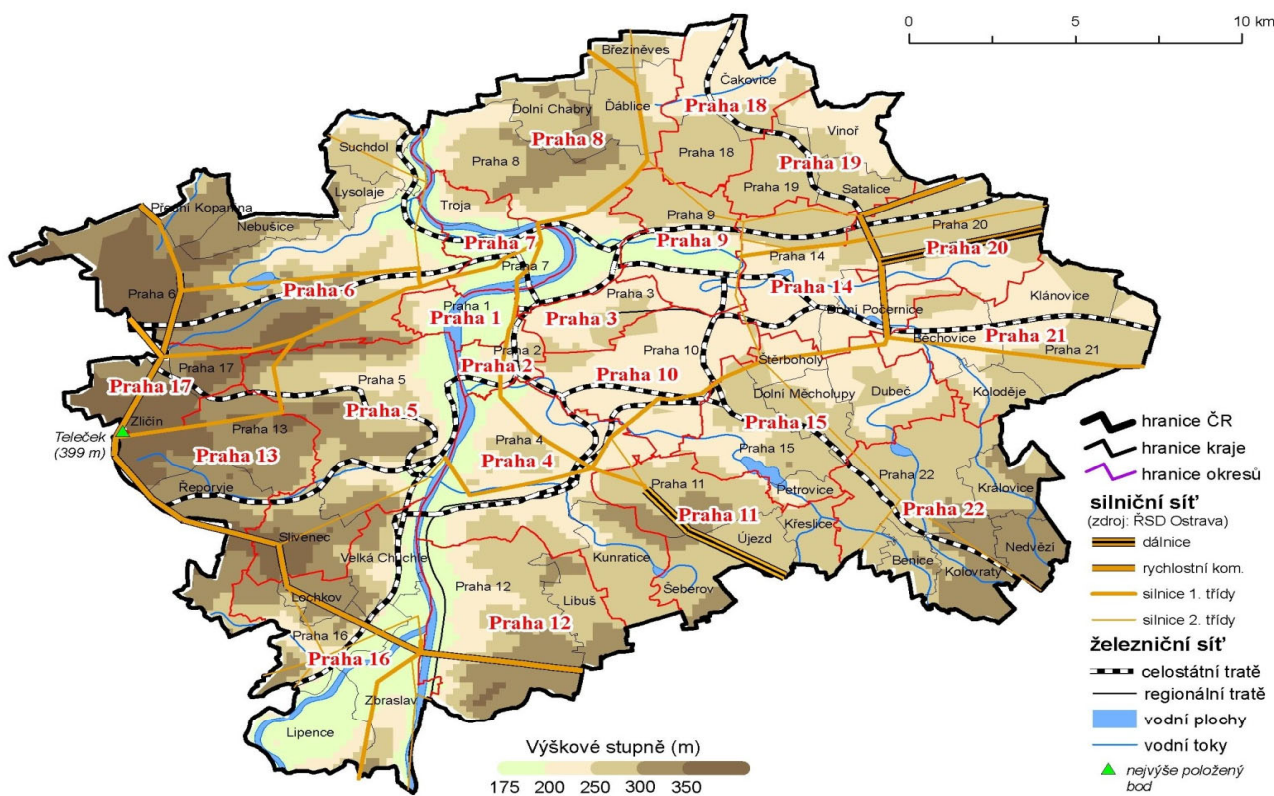 0 5 10 km
Březiněves
Čakovice
Ďáblice
Dolní Chabry
Praha 18
Vinoř
Praha 8
Suchdol
Praha 18
Praha 8
Praha 19
Lysolaje
Praha 19
Satalice
Troja
Přední Kopanina
Praha 9
Praha 20
Nebušice
Praha 7
Praha 9
Praha 20
Praha 14
Praha 7
Praha 6
Praha 6
Praha 14
Praha 3
Klánovice
Praha 1
Dolní Počernice
Praha 1
Praha 3
Běchovice
Praha 21
Praha 2
Praha 10
Praha 21
Štěrboholy
Praha 17
Praha 2
Praha 17
Praha 10
Praha 5
Dolní Měcholupy
Dubeč
Koloděje
Praha 5
Zličín
Praha 15
Teleček
(399 m)
Praha 13
Praha 4
Praha 13
Praha 4
Praha 15
Praha 22
Řeporyje
Praha 11
Petrovice
Královice
Praha 11
Praha 22
Křeslice
Slivenec
Újezd
Nedvězí
Velká Chuchle
Kunratice
Benice
Kolovraty
Šeberov
Praha 12
Lochkov
Libuš
Praha 12
Praha 16
Praha 16
Zbraslav
Lipence
hranice ČR
hranice kraje
hranice okresů
silniční síť
(zdroj: ŘSD Ostrava)
dálnice
rychlostní kom.
silnice 1. třídy
silnice 2. třídy
železniční síť
celostátní tratě
regionální tratě
vodní plochy
vodní toky
nejvýše položený
bod
Výškové stupně (m)
175 200 250 300 350